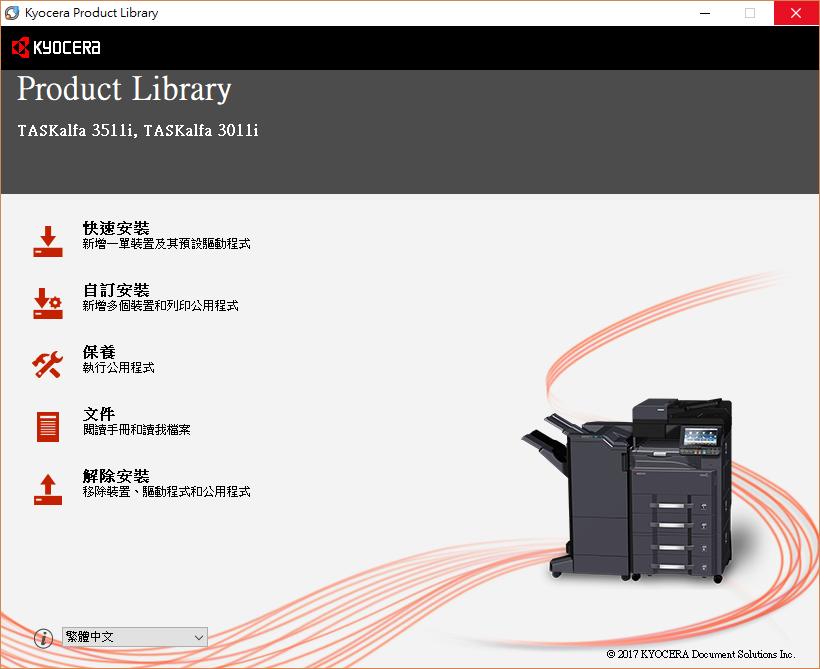 Kyocera Product Library
KYOCERA
Product Library
TASKalfa 3511i, TASKalfa 3011i
快速安裝
新增一單裝置及其預設驅動程式
自訂安裝
新增多個裝置和列印公用程式
保養
執行公用程式
文件
閱讀手冊和讀我檔案
解除安裝
移除裝置、驅動程式和公用程式
i
繁體中文
© 2017 KYOCERA Document Solutions Inc.